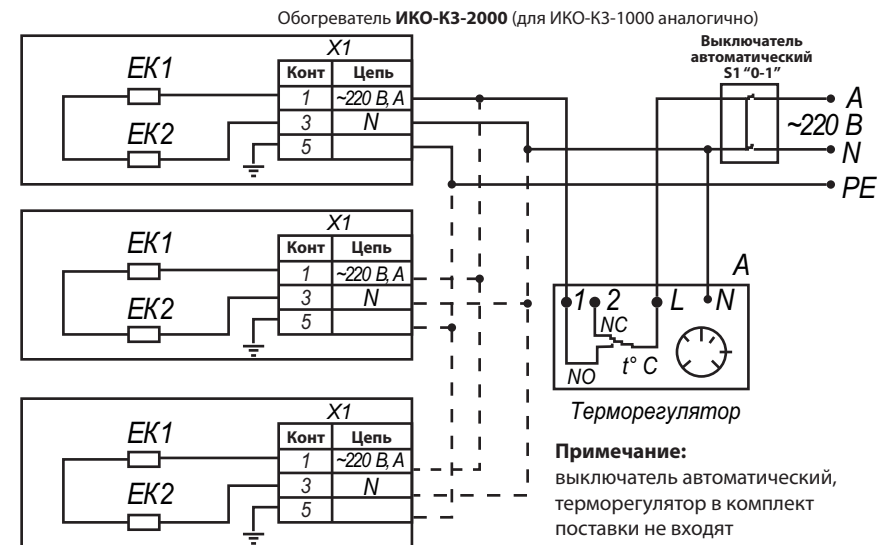 Обогреватель ИКО-К3-2000 (для ИКО-К3-1000 аналогично)
Выключатель
автоматический
S1 “0-1”
A
~220 В
N
PE
X1
EK1
EK2
Конт Цепь
1 ~220 В, А
3 N
5
X1
EK1
EK2
Конт Цепь
1 ~220 В, А
3 N
5
X1
EK1
EK2
Конт Цепь
1 ~220 В, А
3 N
5
A
1 2 L N
NC
NO
t° C
Терморегулятор
Примечание:
выключатель автоматический,
терморегулятор в комплект
поставки не входят